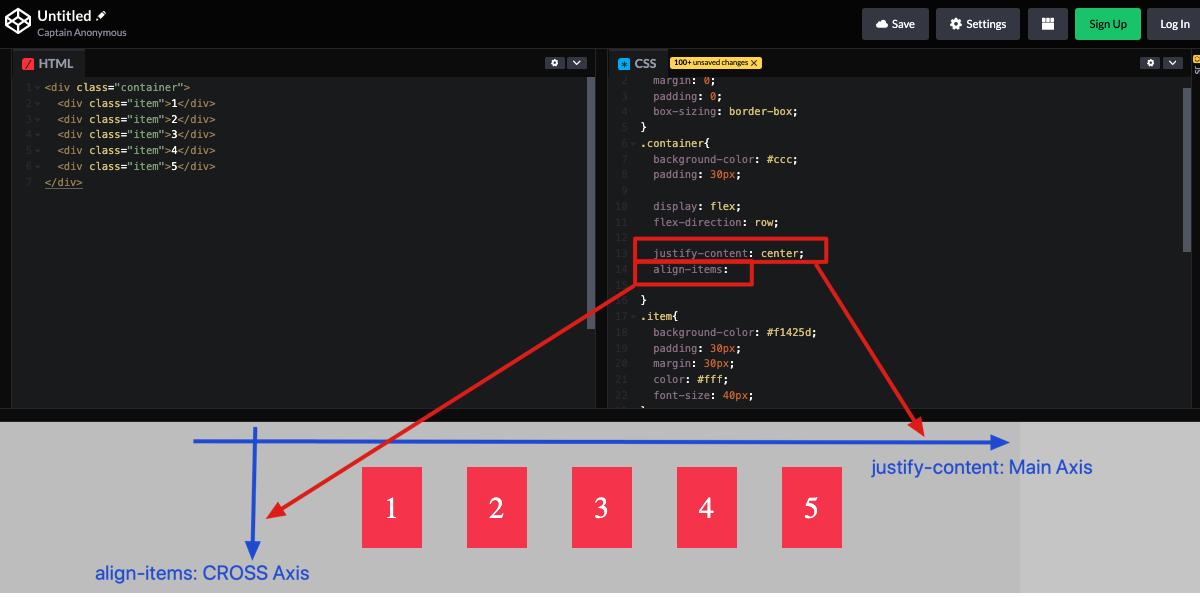 Untitled
Captain Anonymous
Save
Settings
Sign Up
Log In
HTML
1 <div class="container">
2 <div class="item">1</div>
3 <div class="item">2</div>
4 <div class="item">3</div>
5 <div class="item">4</div>
6 <div class="item">5</div>
7 </div>
CSS
100+ unsaved changes X
2 margin: 0;
3 padding: 0;
4 box-sizing: border-box;
5 }
6 .container{
7 background-color: #ccc;
8 padding: 30px;
9
10 display: flex;
11 flex-direction: row;
12
13 justify-content: center;
14 align-items:
15
16 }
17 .item{
18 background-color: #f1425d;
19 padding: 30px;
20 margin: 30px;
21 color: #fff;
22 font-size: 40px;
JS
1 2 3 4 5
justify-content: Main Axis
align-items: CROSS Axis